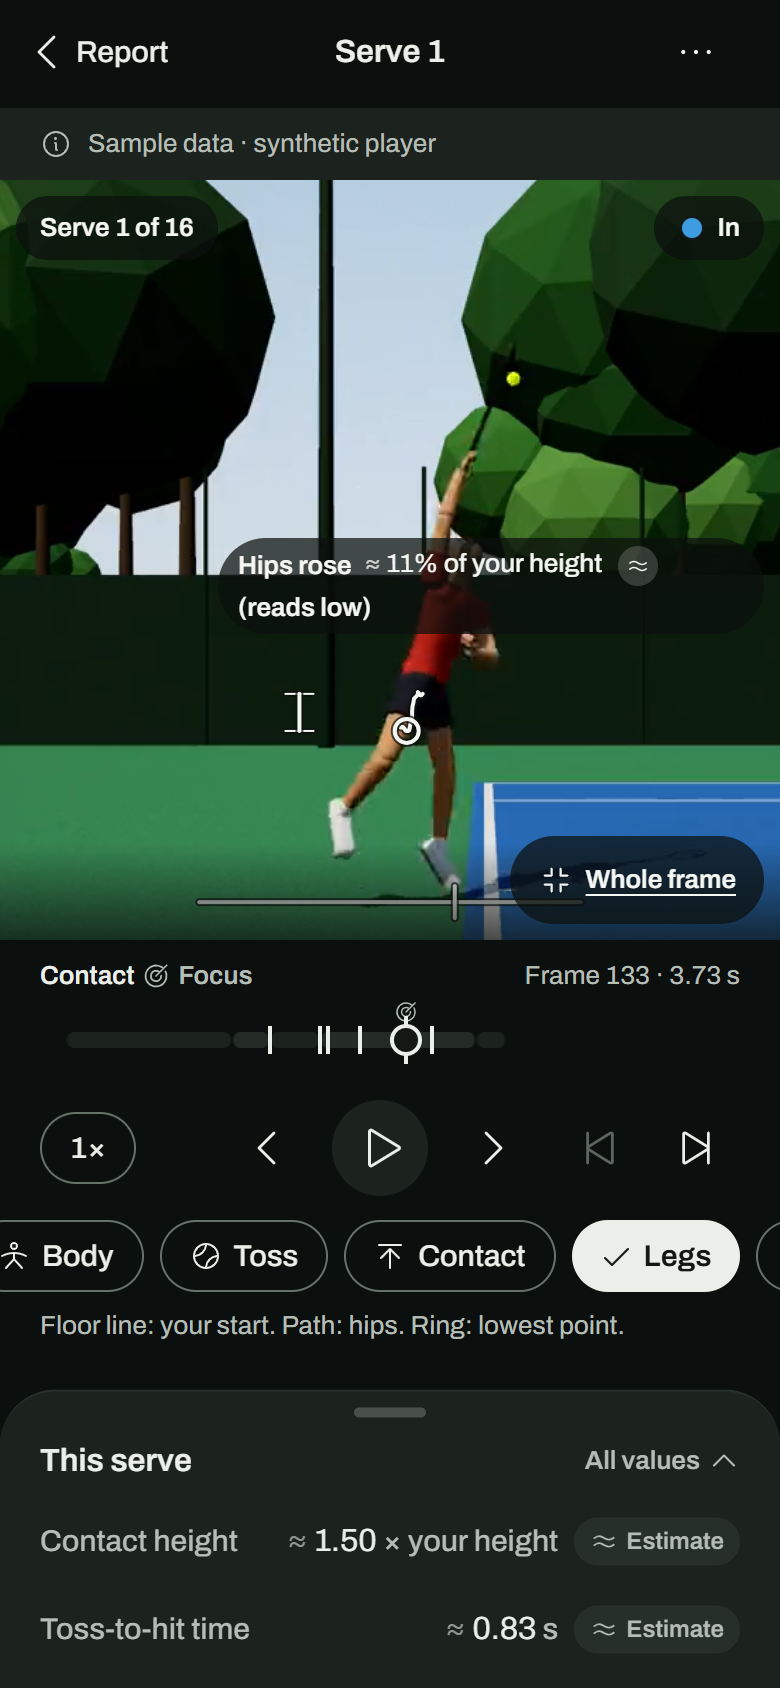 Report
Serve 1
Sample data · synthetic player
Serve 1 of 16
In
Hips rose ≈ 11% of your height ≈
(reads low)
Whole frame
Contact Focus
Frame 133 · 3.73 s
1×
Body
Toss
Contact
Legs
Floor line: your start. Path: hips. Ring: lowest point.
This serve
All values
Contact height ≈ 1.50 × your height ≈ Estimate
Toss-to-hit time ≈ 0.83 s ≈ Estimate